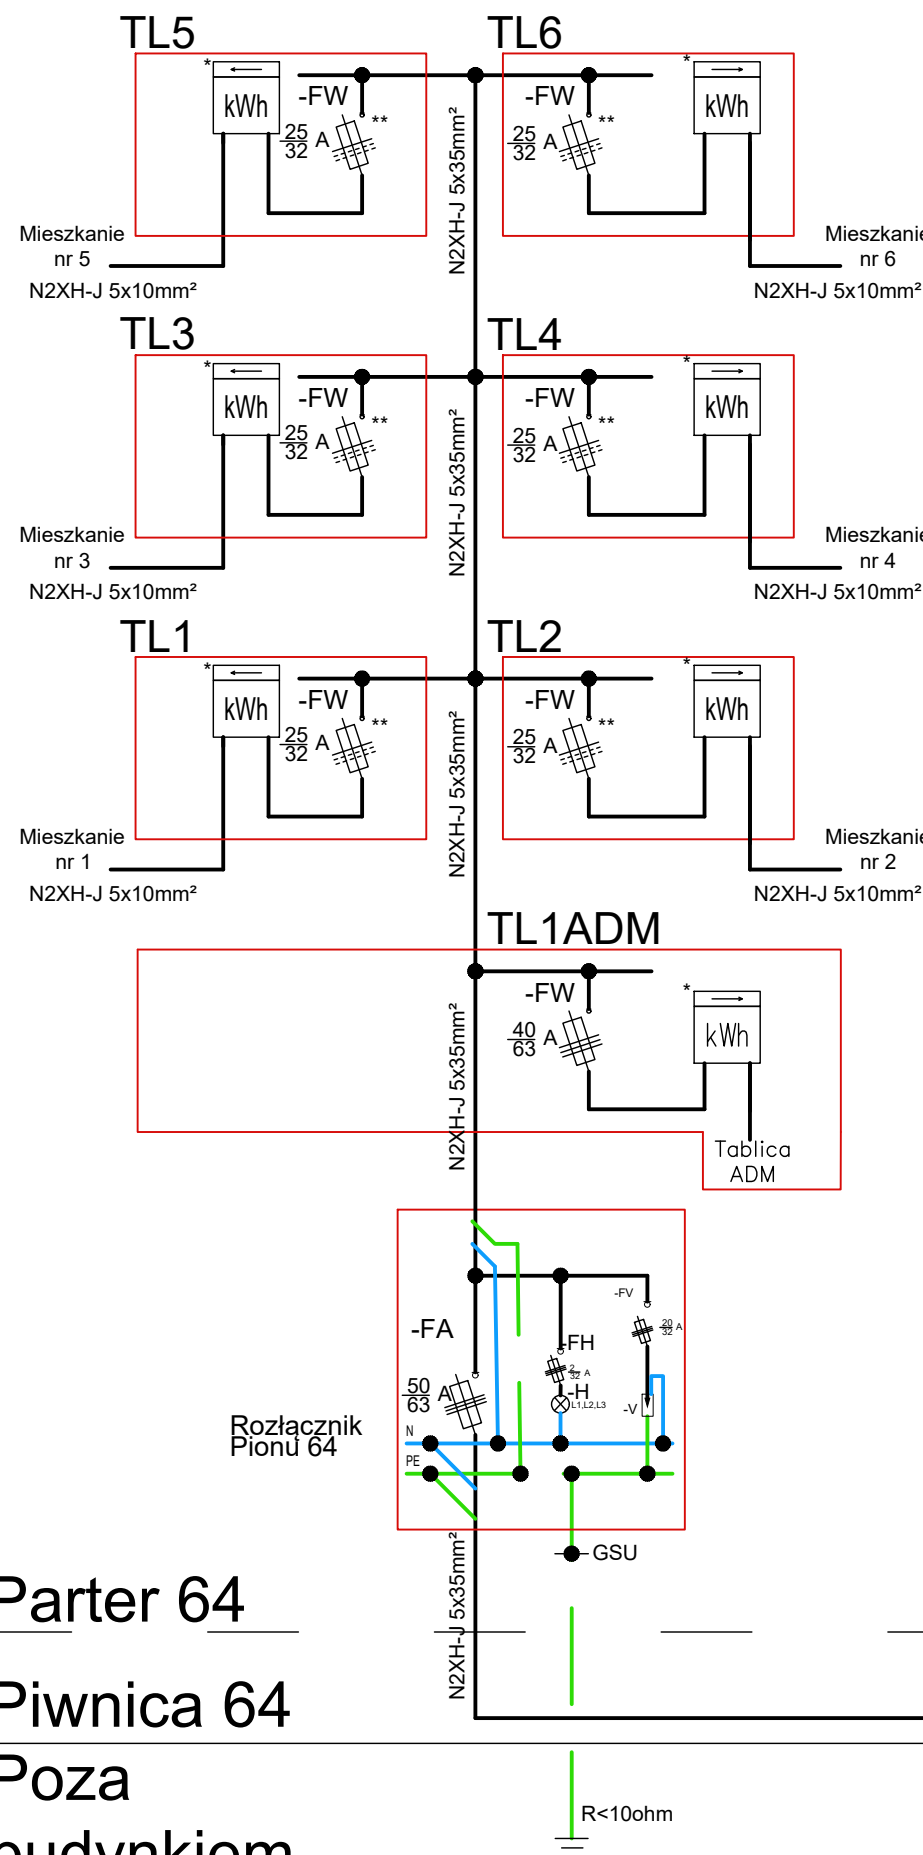 TL5
TL6
*
kWh
-FW
**
25
32
A
N2XH-J 5x35mm²
-FW
**
25
32
A
*
kWh
Mieszkanie
nr 5
N2XH-J 5x10mm²
Mieszkanie
nr 6
N2XH-J 5x10mm²
TL3
TL4
*
kWh
-FW
**
25
32
A
N2XH-J 5x35mm²
-FW
**
25
32
A
*
kWh
Mieszkanie
nr 3
N2XH-J 5x10mm²
Mieszkanie
nr 4
N2XH-J 5x10mm²
TL1
TL2
*
kWh
-FW
**
25
32
A
N2XH-J 5x35mm²
-FW
**
25
32
A
*
kWh
Mieszkanie
nr 1
N2XH-J 5x10mm²
Mieszkanie
nr 2
N2XH-J 5x10mm²
TL1ADM
-FW
40
63
A
*
kWh
N2XH-J 5x35mm²
Tablica
ADM
-FA
50
63
A
-FH
2
32
A
-H
L1,L2,L3
-FV
20
32
A
-V
N
PE
Rozłącznik
Pionu 64
GSU
N2XH-J 5x35mm²
Parter 64
Piwnica 64
Poza
budynkiem
R<10ohm